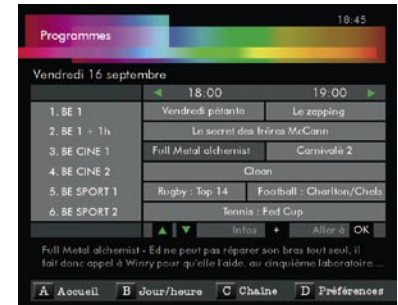 18:45
Programmes
Vendredi 16 septembre
18:00 19:00
1. BE 1 Vendredi pétante Le zapping
2. BE 1 + 1h Le secret des frères McCann
3. BE CINE 1 Full Metal alchemist Carnivalé 2
4. BE CINE 2 Clean
5. BE SPORT 1 Rugby : Top 14 Football : Charlton/Chels
6. BE SPORT 2 Tennis : Fed Cup
Infos + Aller à OK
Full Metal alchemist - Ed ne peut pas réparer son bras tout seul, il
fait donc appel à Winry pour qu'elle l'aide. au cinquième laboratoire....
A Accueil B Jour/heure C Chaîne D Préférences